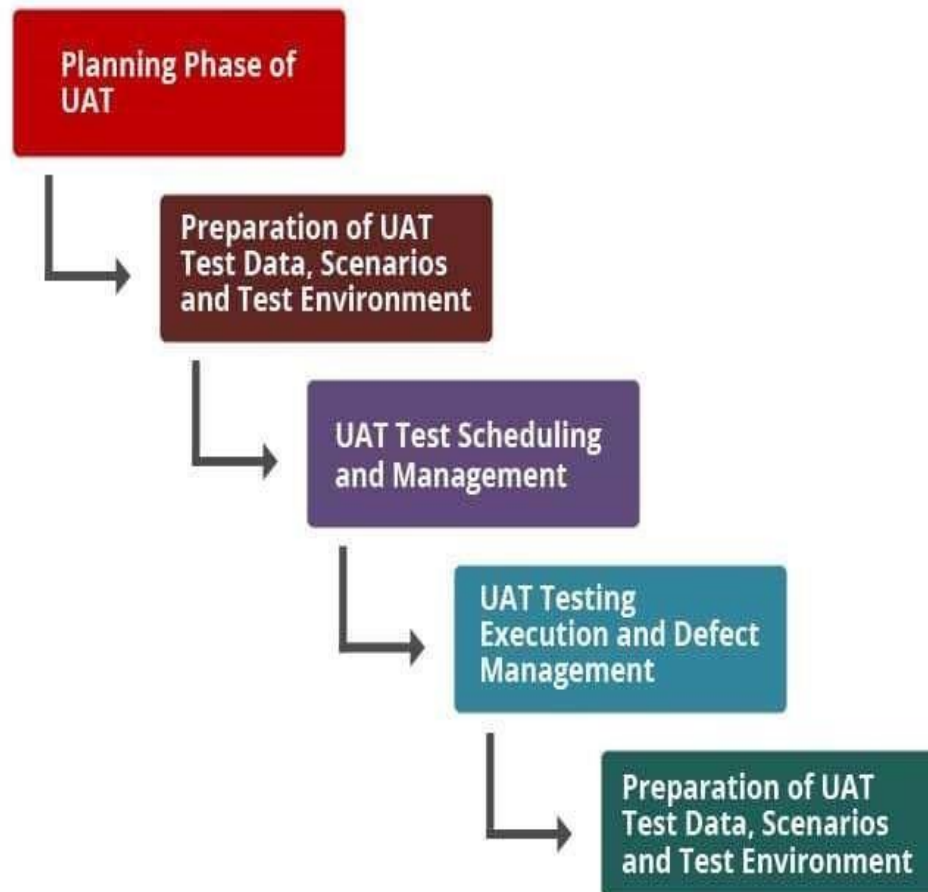 Planning Phase of
UAT
Preparation of UAT
Test Data, Scenarios
and Test Environment
UAT Test Scheduling
and Management
UAT Testing
Execution and Defect
Management
Preparation of UAT
Test Data, Scenarios
and Test Environment